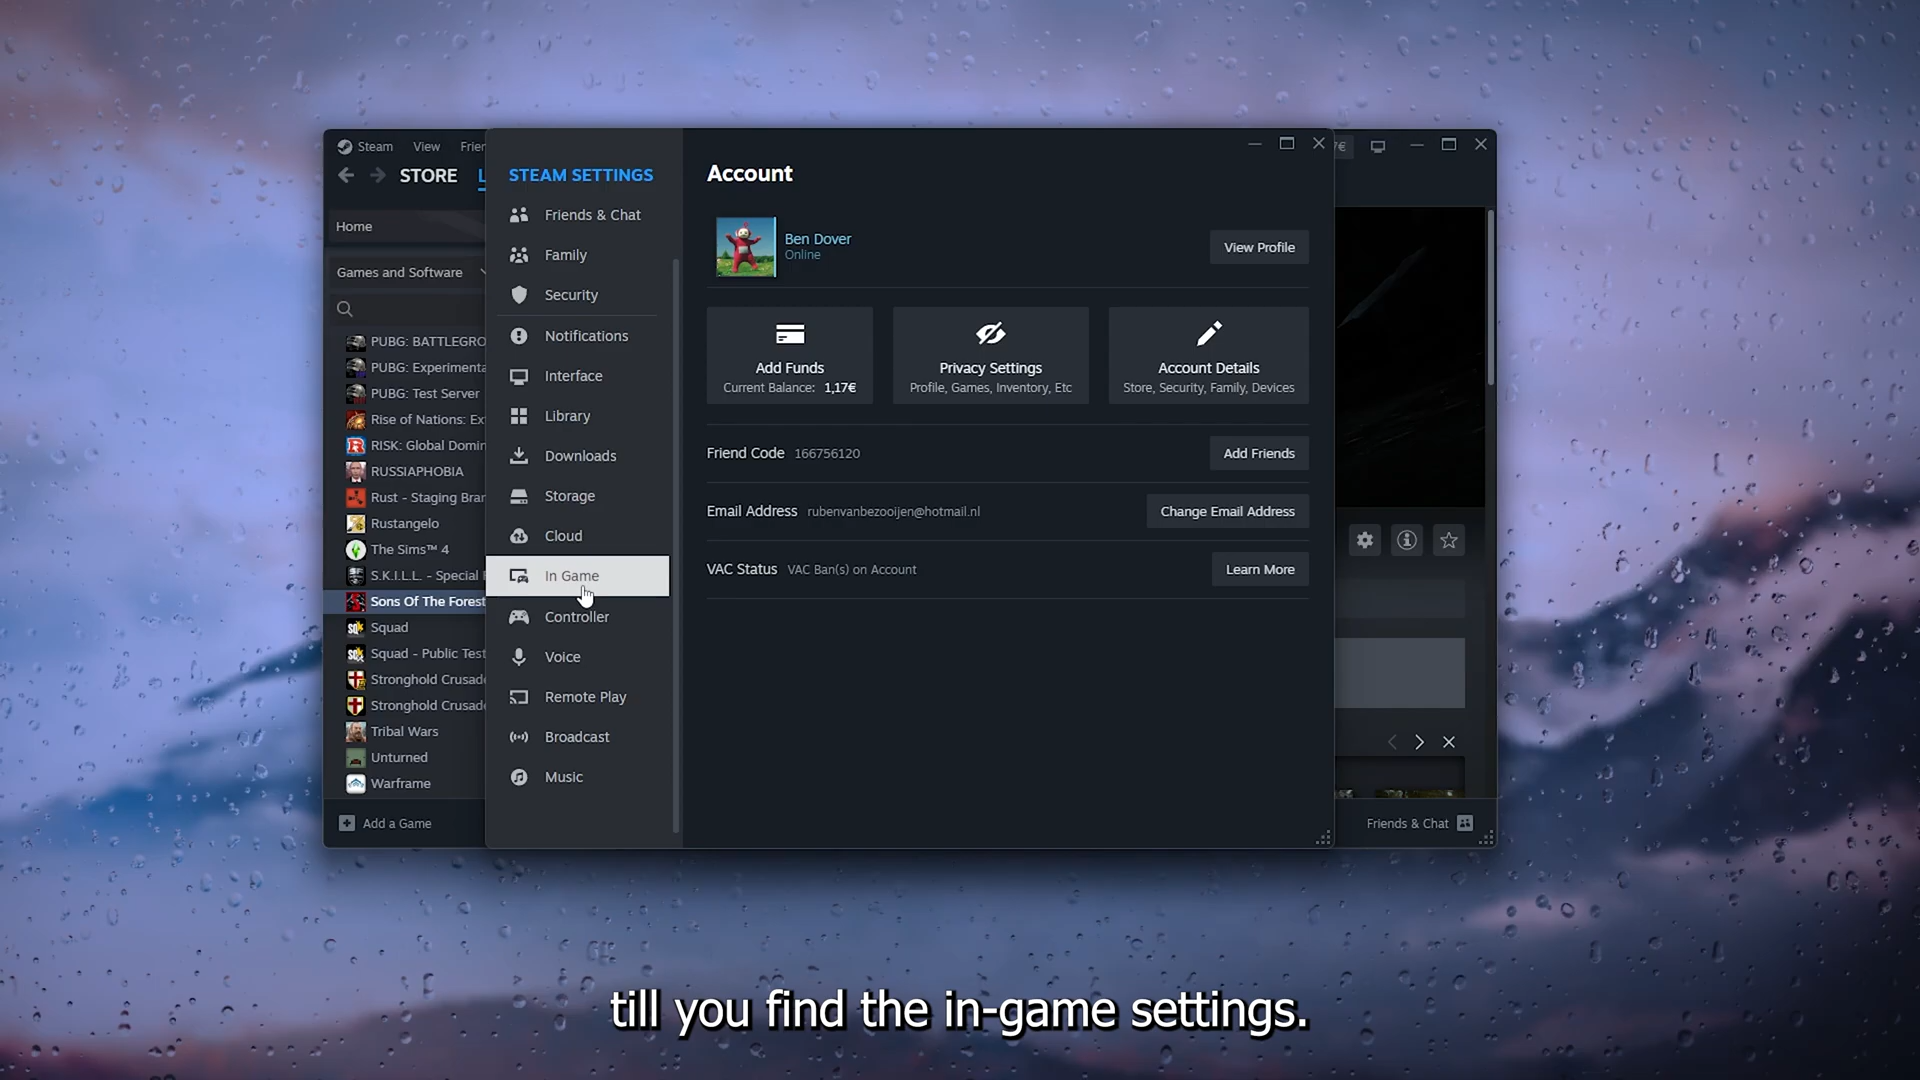 Steam View Frien
STORE L
Home
Games and Software
PUBG: BATTLEGRO
PUBG: Experimenta
PUBG: Test Server
Rise of Nations: Ex
RISK: Global Domin
RUSSIAPHOBIA
Rust - Staging Bran
Rustangelo
The Sims™ 4
S.K.I.L.L. - Special F
Sons Of The Forest
Squad
Squad - Public Test
Stronghold Crusade
Stronghold Crusade
Tribal Wars
Unturned
Warframe
Add a Game
STEAM SETTINGS
Friends & Chat
Family
Security
Notifications
Interface
Library
Downloads
Storage
Cloud
In Game
Controller
Voice
Remote Play
Broadcast
Music
Account
Ben Dover
Online
View Profile
Add Funds
Current Balance: 1,17€
Privacy Settings
Profile, Games, Inventory, Etc
Account Details
Store, Security, Family, Devices
Friend Code 166756120
Add Friends
Email Address rubenvanbezooijen@hotmail.nl
Change Email Address
VAC Status VAC Ban(s) on Account
Learn More
7€
Friends & Chat
till you find the in-game settings.